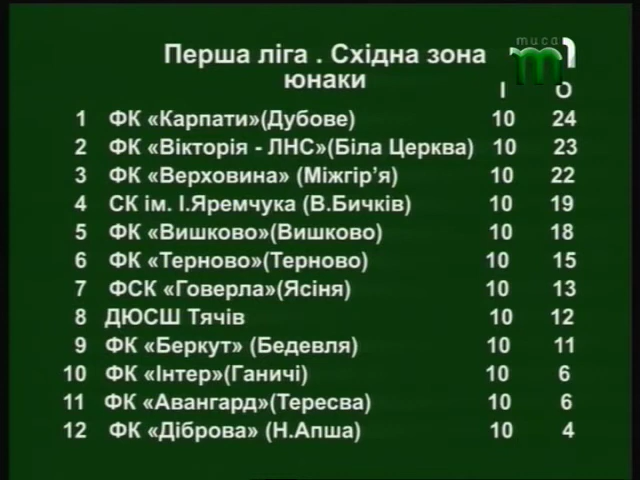 тиса
Перша ліга . Східна зона
юнаки
І О
1 ФК «Карпати»(Дубове) 10 24
2 ФК «Вікторія - ЛНС»(Біла Церква) 10 23
3 ФК «Верховина» (Міжгір’я) 10 22
4 СК ім. І.Яремчука (В.Бичків) 10 19
5 ФК «Вишково»(Вишково) 10 18
6 ФК «Терново»(Терново) 10 15
7 ФСК «Говерла»(Ясіня) 10 13
8 ДЮСШ Тячів 10 12
9 ФК «Беркут» (Бедевля) 10 11
10 ФК «Інтер»(Ганичі) 10 6
11 ФК «Авангард»(Тересва) 10 6
12 ФК «Діброва» (Н.Апша) 10 4